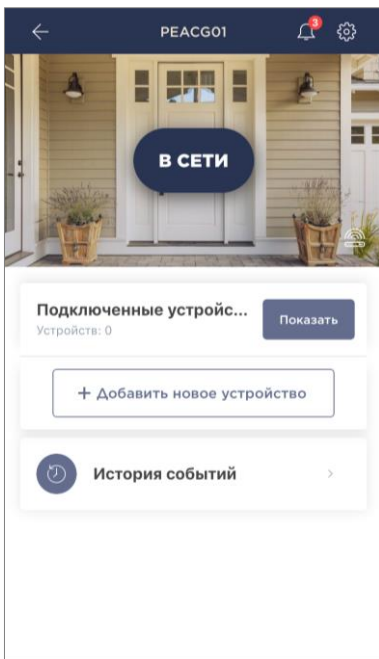 PEACG01
3
В СЕТИ
Подключенные устройс...
Устройств: 0
Показать
+ Добавить новое устройство
История событий